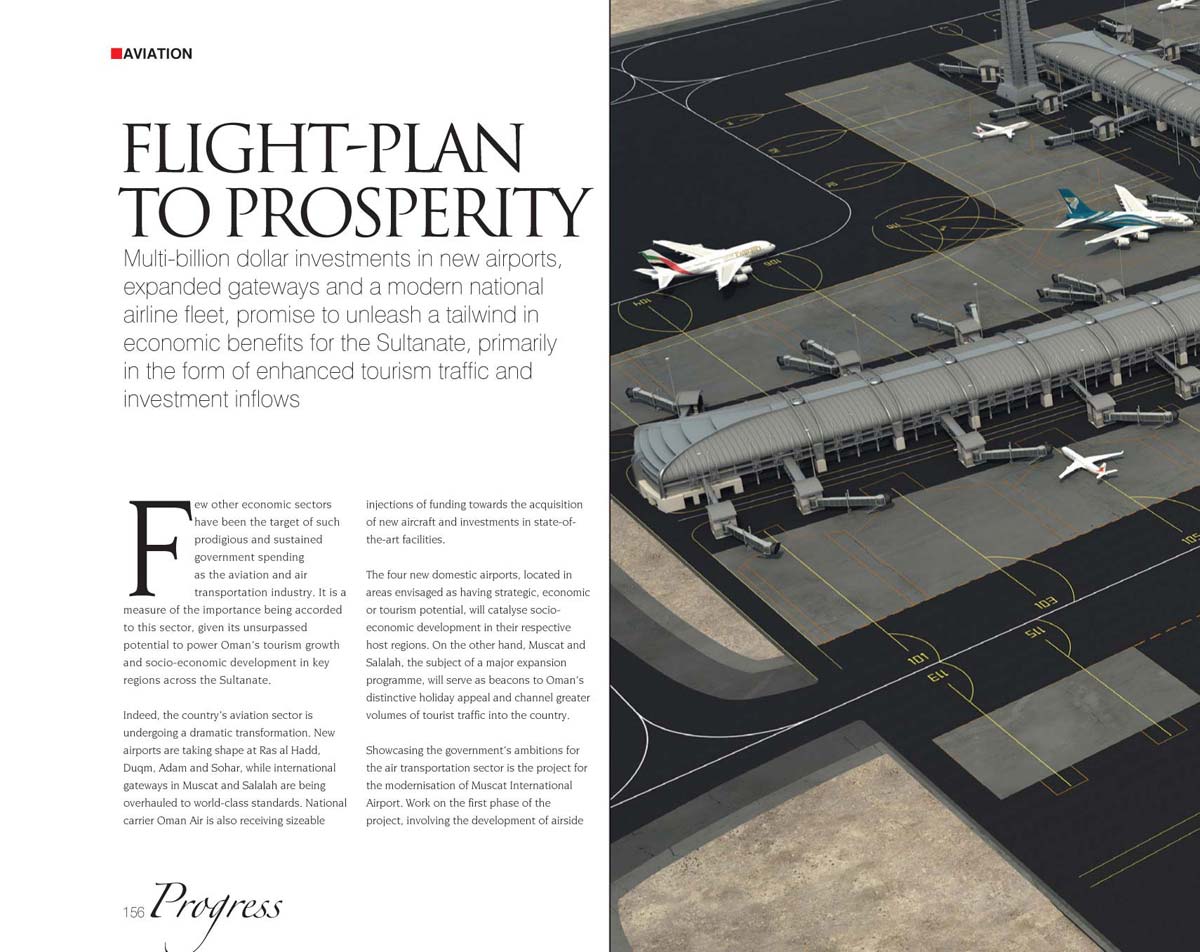 AVIATION
FLIGHT-PLAN
TO PROSPERITY
Multi-billion dollar investments in new airports,
expanded gateways and a modern national
airline fleet, promise to unleash a tailwind in
economic benefits for the Sultanate, primarily
in the form of enhanced tourism traffic and
investment inflows
Few other economic sectors
have been the target of such
prodigious and sustained
government spending
as the aviation and air
transportation industry. It is a
measure of the importance being accorded
to this sector, given its unsurpassed
potential to power Oman's tourism growth
and socio-economic development in key
regions across the Sultanate.
Indeed, the country's aviation sector is
undergoing a dramatic transformation. New
airports are taking shape at Ras al Hadd,
Duqm, Adam and Sohar, while international
gateways in Muscat and Salalah are being
overhauled to world-class standards. National
carrier Oman Air is also receiving sizeable
injections of funding towards the acquisition
of new aircraft and investments in state-of-
the-art facilities.
The four new domestic airports, located in
areas envisaged as having strategic, economic
or tourism potential, will catalyse socio-
economic development in their respective
host regions. On the other hand, Muscat and
Salalah, the subject of a major expansion
programme, will serve as beacons to Oman's
distinctive holiday appeal and channel greater
volumes of tourist traffic into the country.
Showcasing the government's ambitions for
the air transportation sector is the project for
the modernisation of Muscat International
Airport. Work on the first phase of the
project, involving the development of airside
156 Progress
106
104
103
105
101
115
113